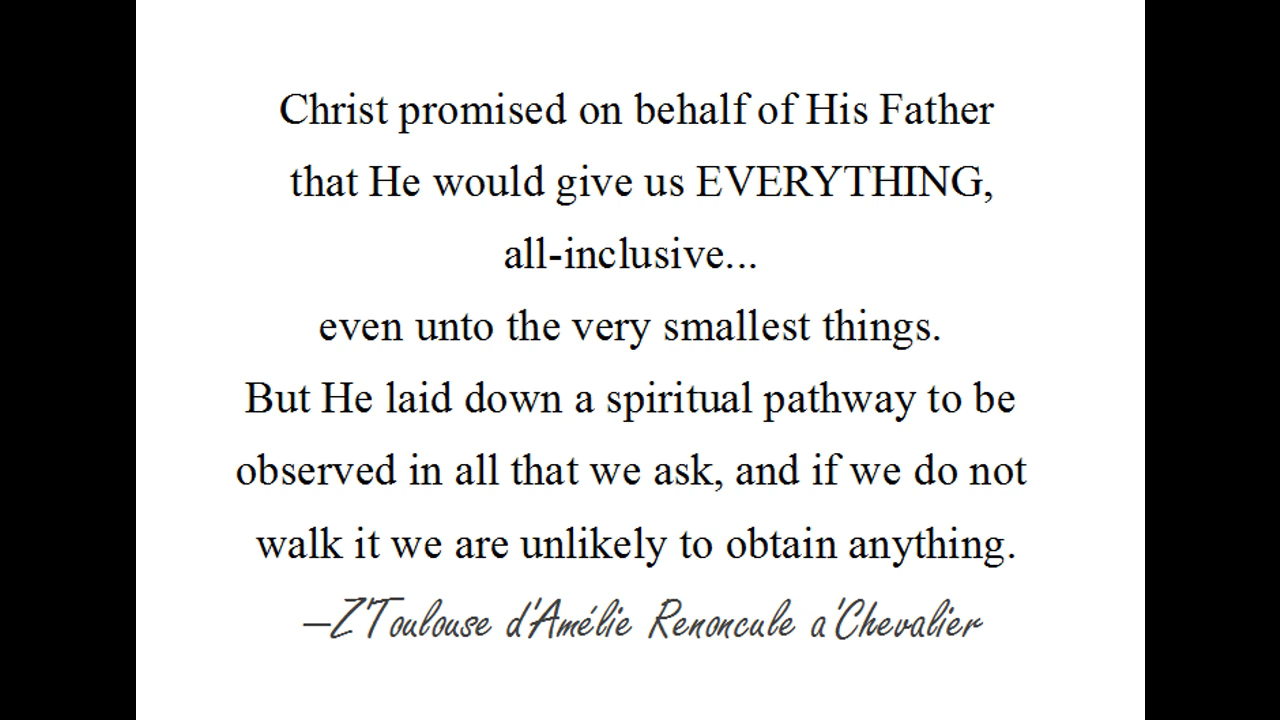 Christ promised on behalf of His Father
that He would give us EVERYTHING,
all-inclusive...
even unto the very smallest things.
But He laid down a spiritual pathway to be
observed in all that we ask, and if we do not
walk it we are unlikely to obtain anything.
—Z'Toulouse d'Amélie Renoncule a'Chevalier